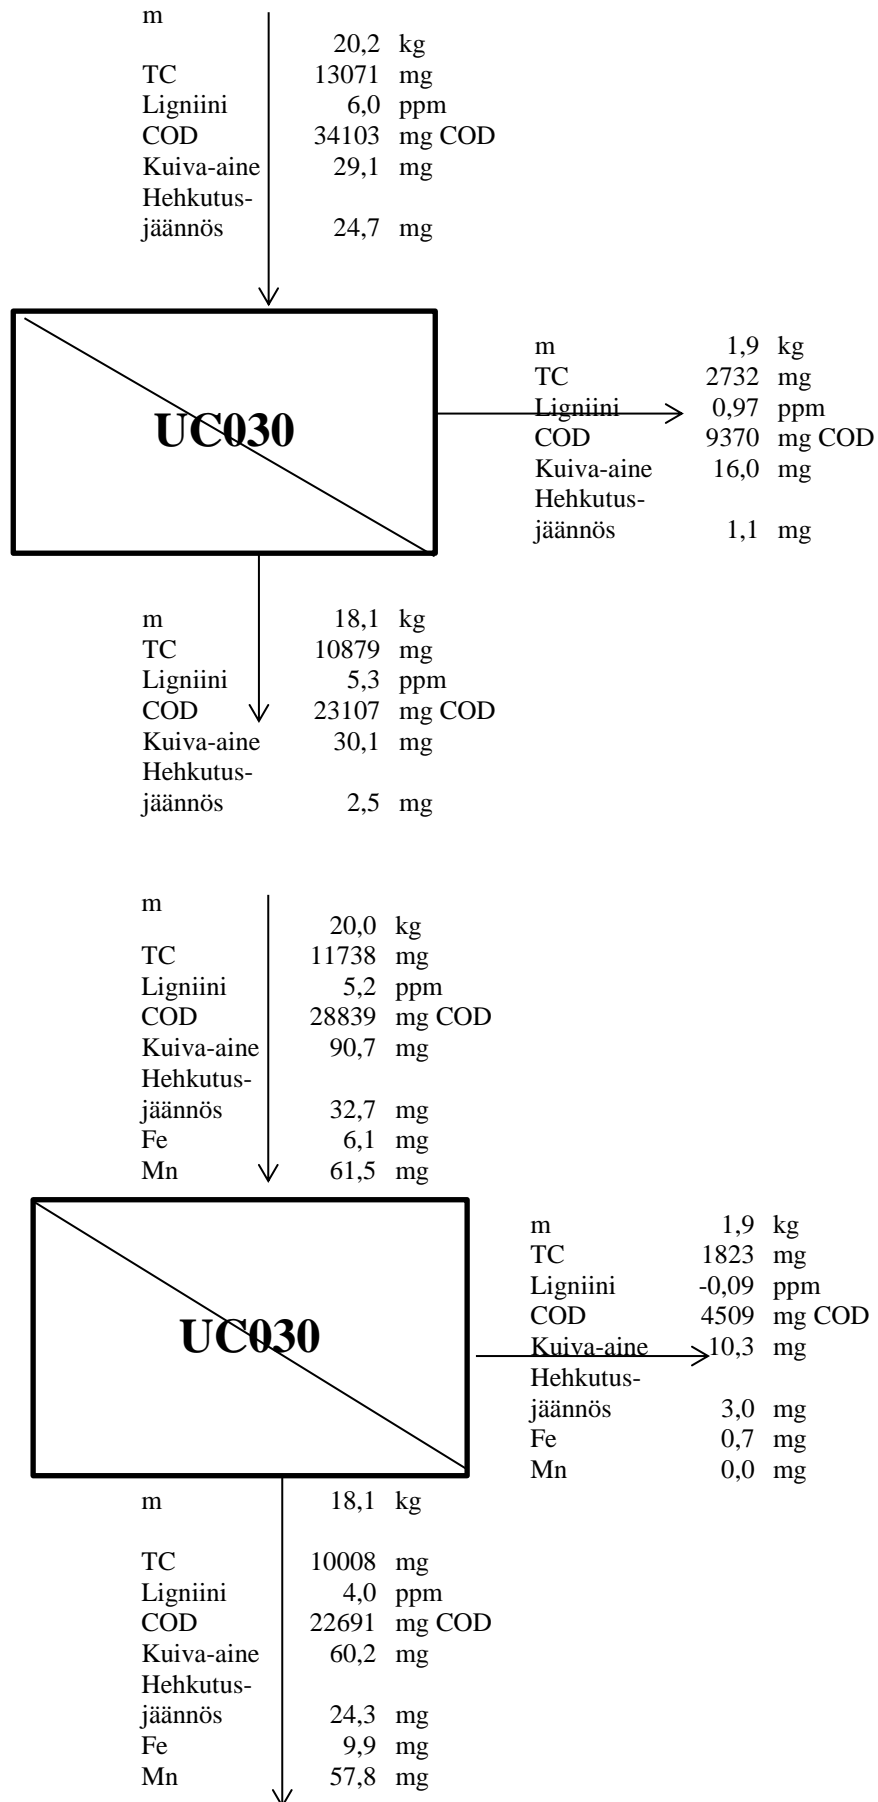 m
20,2 kg
TC 13071 mg
Ligniini 6,0 ppm
COD 34103 mg COD
Kuiva-aine 29,1 mg
Hehkutus-
jäännös 24,7 mg
UC030
m 1,9 kg
TC 2732 mg
Ligniini 0,97 ppm
COD 9370 mg COD
Kuiva-aine 16,0 mg
Hehkutus-
jäännös 1,1 mg
m 18,1 kg
TC 10879 mg
Ligniini 5,3 ppm
COD 23107 mg COD
Kuiva-aine 30,1 mg
Hehkutus-
jäännös 2,5 mg
m
20,0 kg
TC 11738 mg
Ligniini 5,2 ppm
COD 28839 mg COD
Kuiva-aine 90,7 mg
Hehkutus-
jäännös 32,7 mg
Fe 6,1 mg
Mn 61,5 mg
UC030
m 1,9 kg
TC 1823 mg
Ligniini -0,09 ppm
COD 4509 mg COD
Kuiva-aine 10,3 mg
Hehkutus-
jäännös 3,0 mg
Fe 0,7 mg
Mn 0,0 mg
m 18,1 kg
TC 10008 mg
Ligniini 4,0 ppm
COD 22691 mg COD
Kuiva-aine 60,2 mg
Hehkutus-
jäännös 24,3 mg
Fe 9,9 mg
Mn 57,8 mg